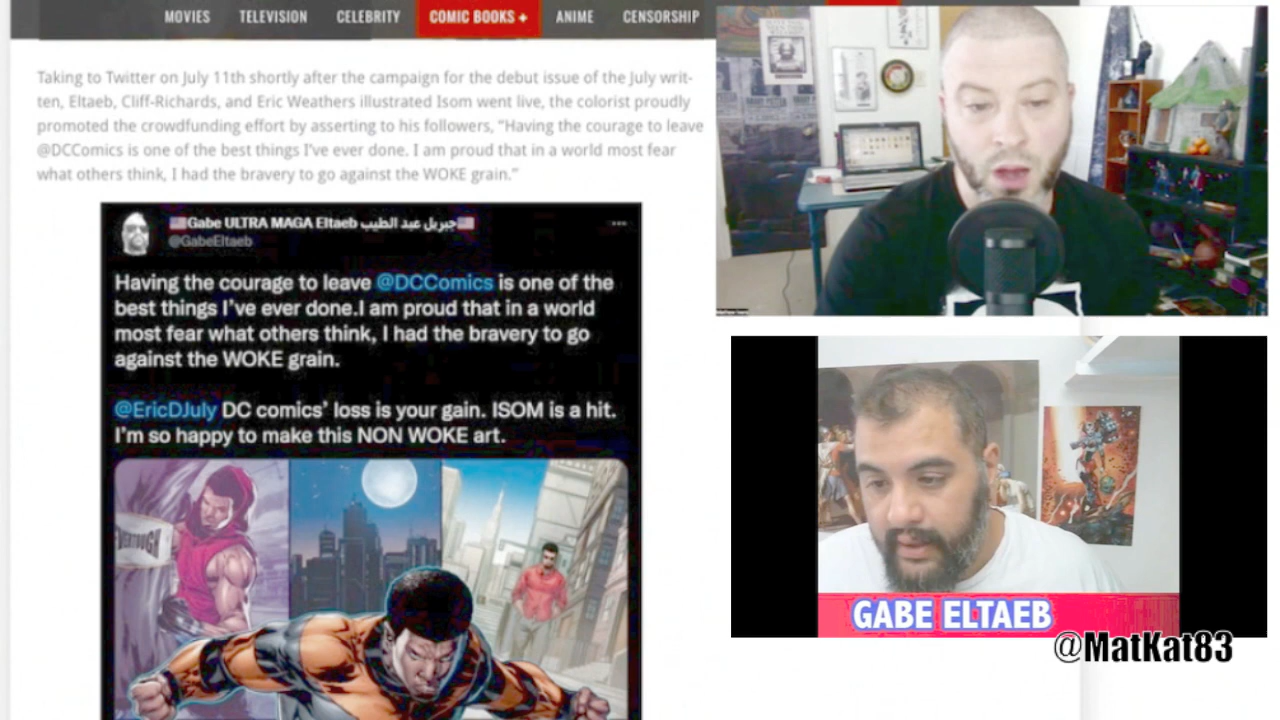 MOVIES TELEVISION CELEBRITY COMIC BOOKS + ANIME CENSORSHIP
Taking to Twitter on July 11th shortly after the campaign for the debut issue of the July writ-
ten, Eltaeb, Cliff-Richards, and Eric Weathers illustrated Isom went live, the colorist proudly
promoted the crowdfunding effort by asserting to his followers, “Having the courage to leave
@DCComics is one of the best things I’ve ever done. I am proud that in a world most fear
what others think, I had the bravery to go against the WOKE grain.”
Gabe ULTRA MAGA Eltaeb جبريل عبد الطيب
@GabeEltaeb
Having the courage to leave @DCComics is one of the
best things I’ve ever done.I am proud that in a world
most fear what others think, I had the bravery to go
against the WOKE grain.
@EricDJuly DC comics’ loss is your gain. ISOM is a hit.
I’m so happy to make this NON WOKE art.
GABE ELTAEB
@MatKat83